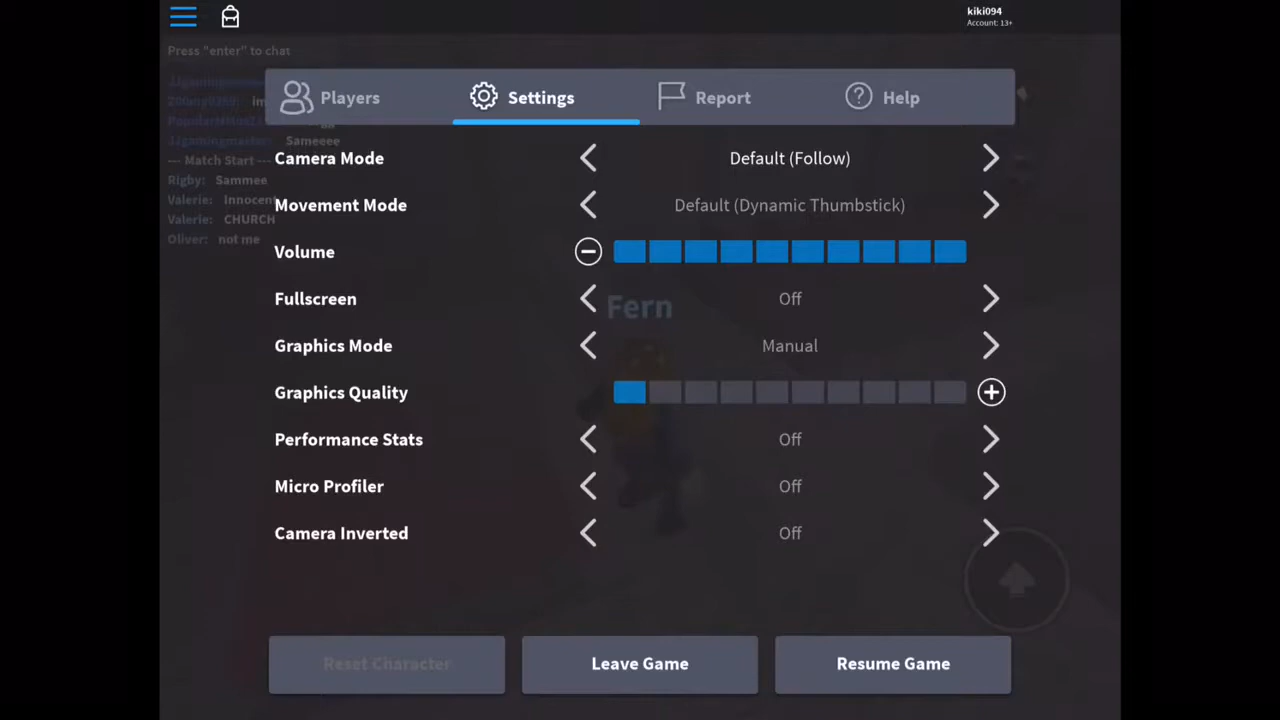 kiki094
Account: 13+
Press "enter" to chat
Players
Settings
Report
Help
Sameeee
--- Match Start ---
Rigby: Sammee
Valerie: Innocent
Valerie: CHURCH
Oliver: not me
Camera Mode
Default (Follow)
Movement Mode
Default (Dynamic Thumbstick)
Volume
Fullscreen
Off
Fern
Graphics Mode
Manual
Graphics Quality
Performance Stats
Off
Micro Profiler
Off
Camera Inverted
Off
Reset Character
Leave Game
Resume Game